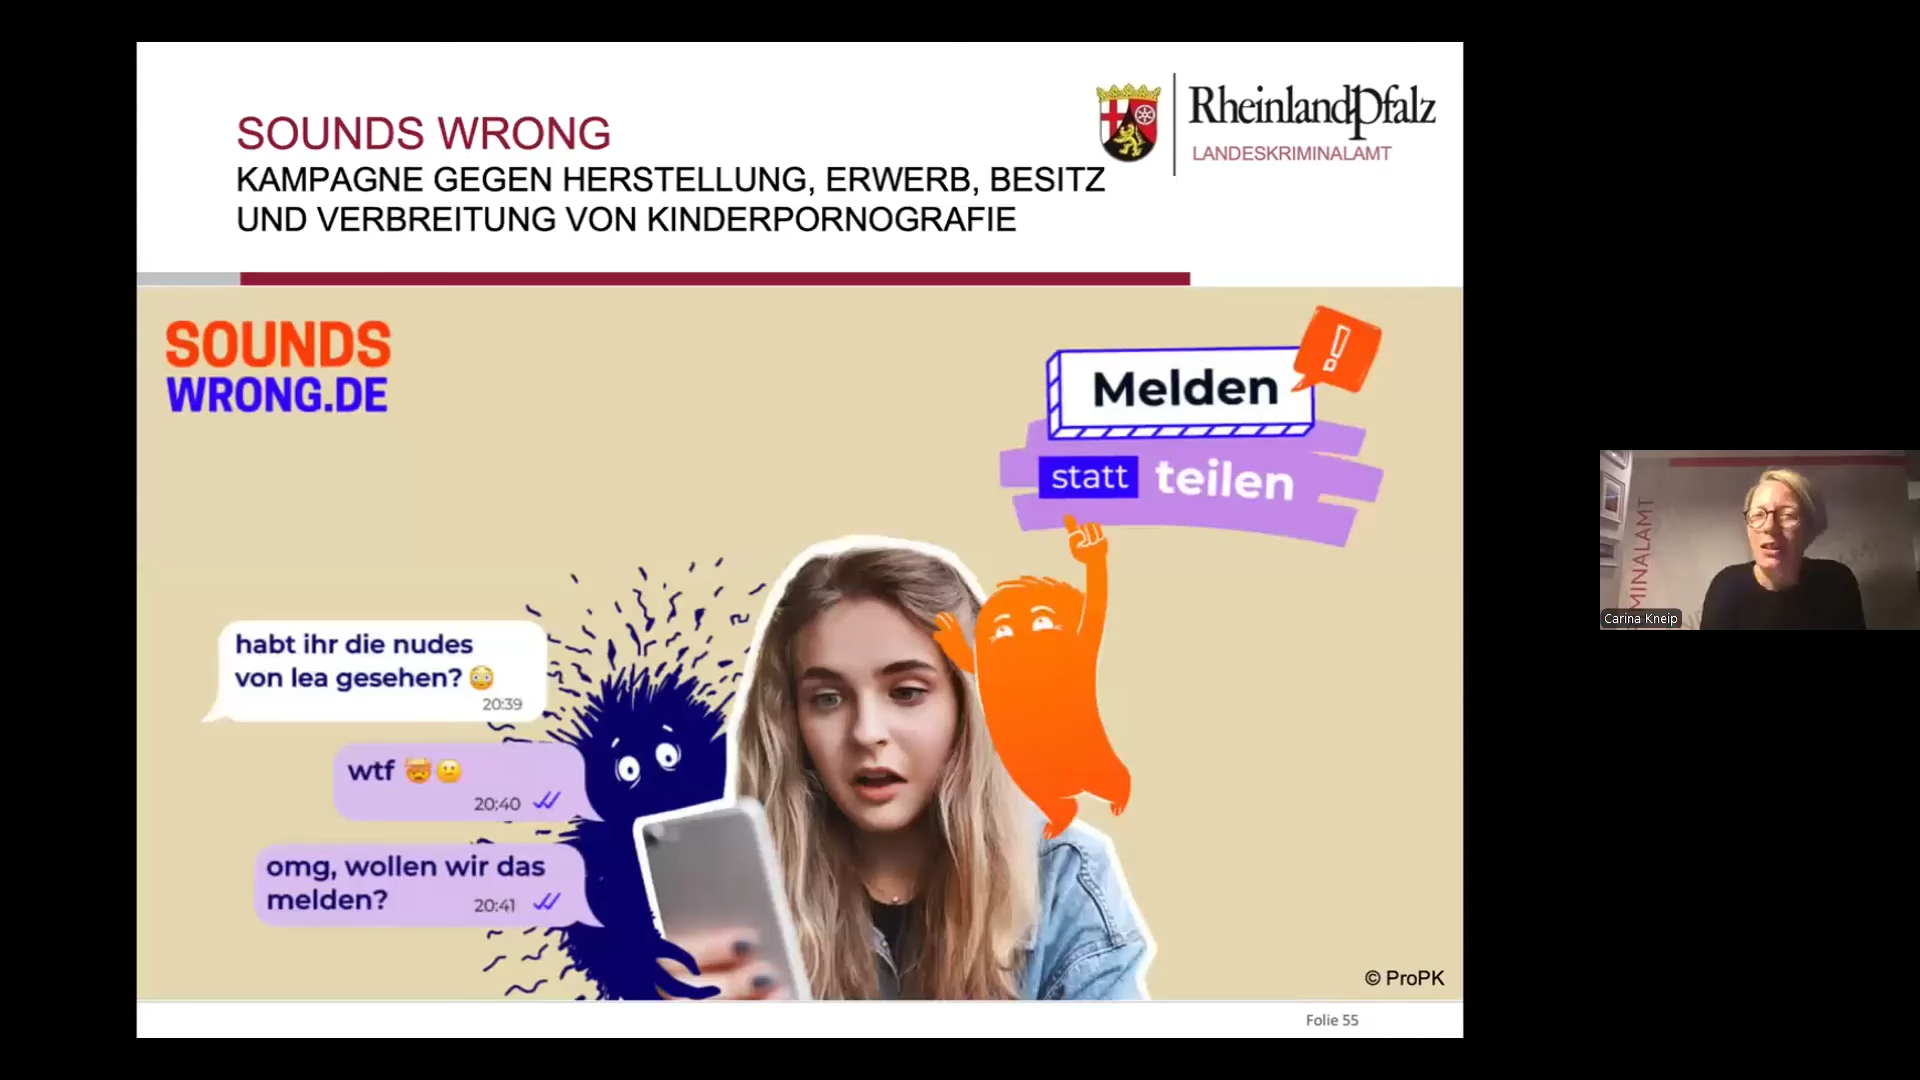 SOUNDS WRONG
KAMPAGNE GEGEN HERSTELLUNG, ERWERB, BESITZ
UND VERBREITUNG VON KINDERPORNOGRAFIE
RheinlandPfalz
LANDESKRIMINALAMT
SOUNDS
WRONG.DE
Melden
!
statt teilen
habt ihr die nudes
von lea gesehen? 😳
20:39
wtf 🤯😕
20:40
omg, wollen wir das
melden?
20:41
© ProPK
Folie 55
MINALAMT
Carina Kneip